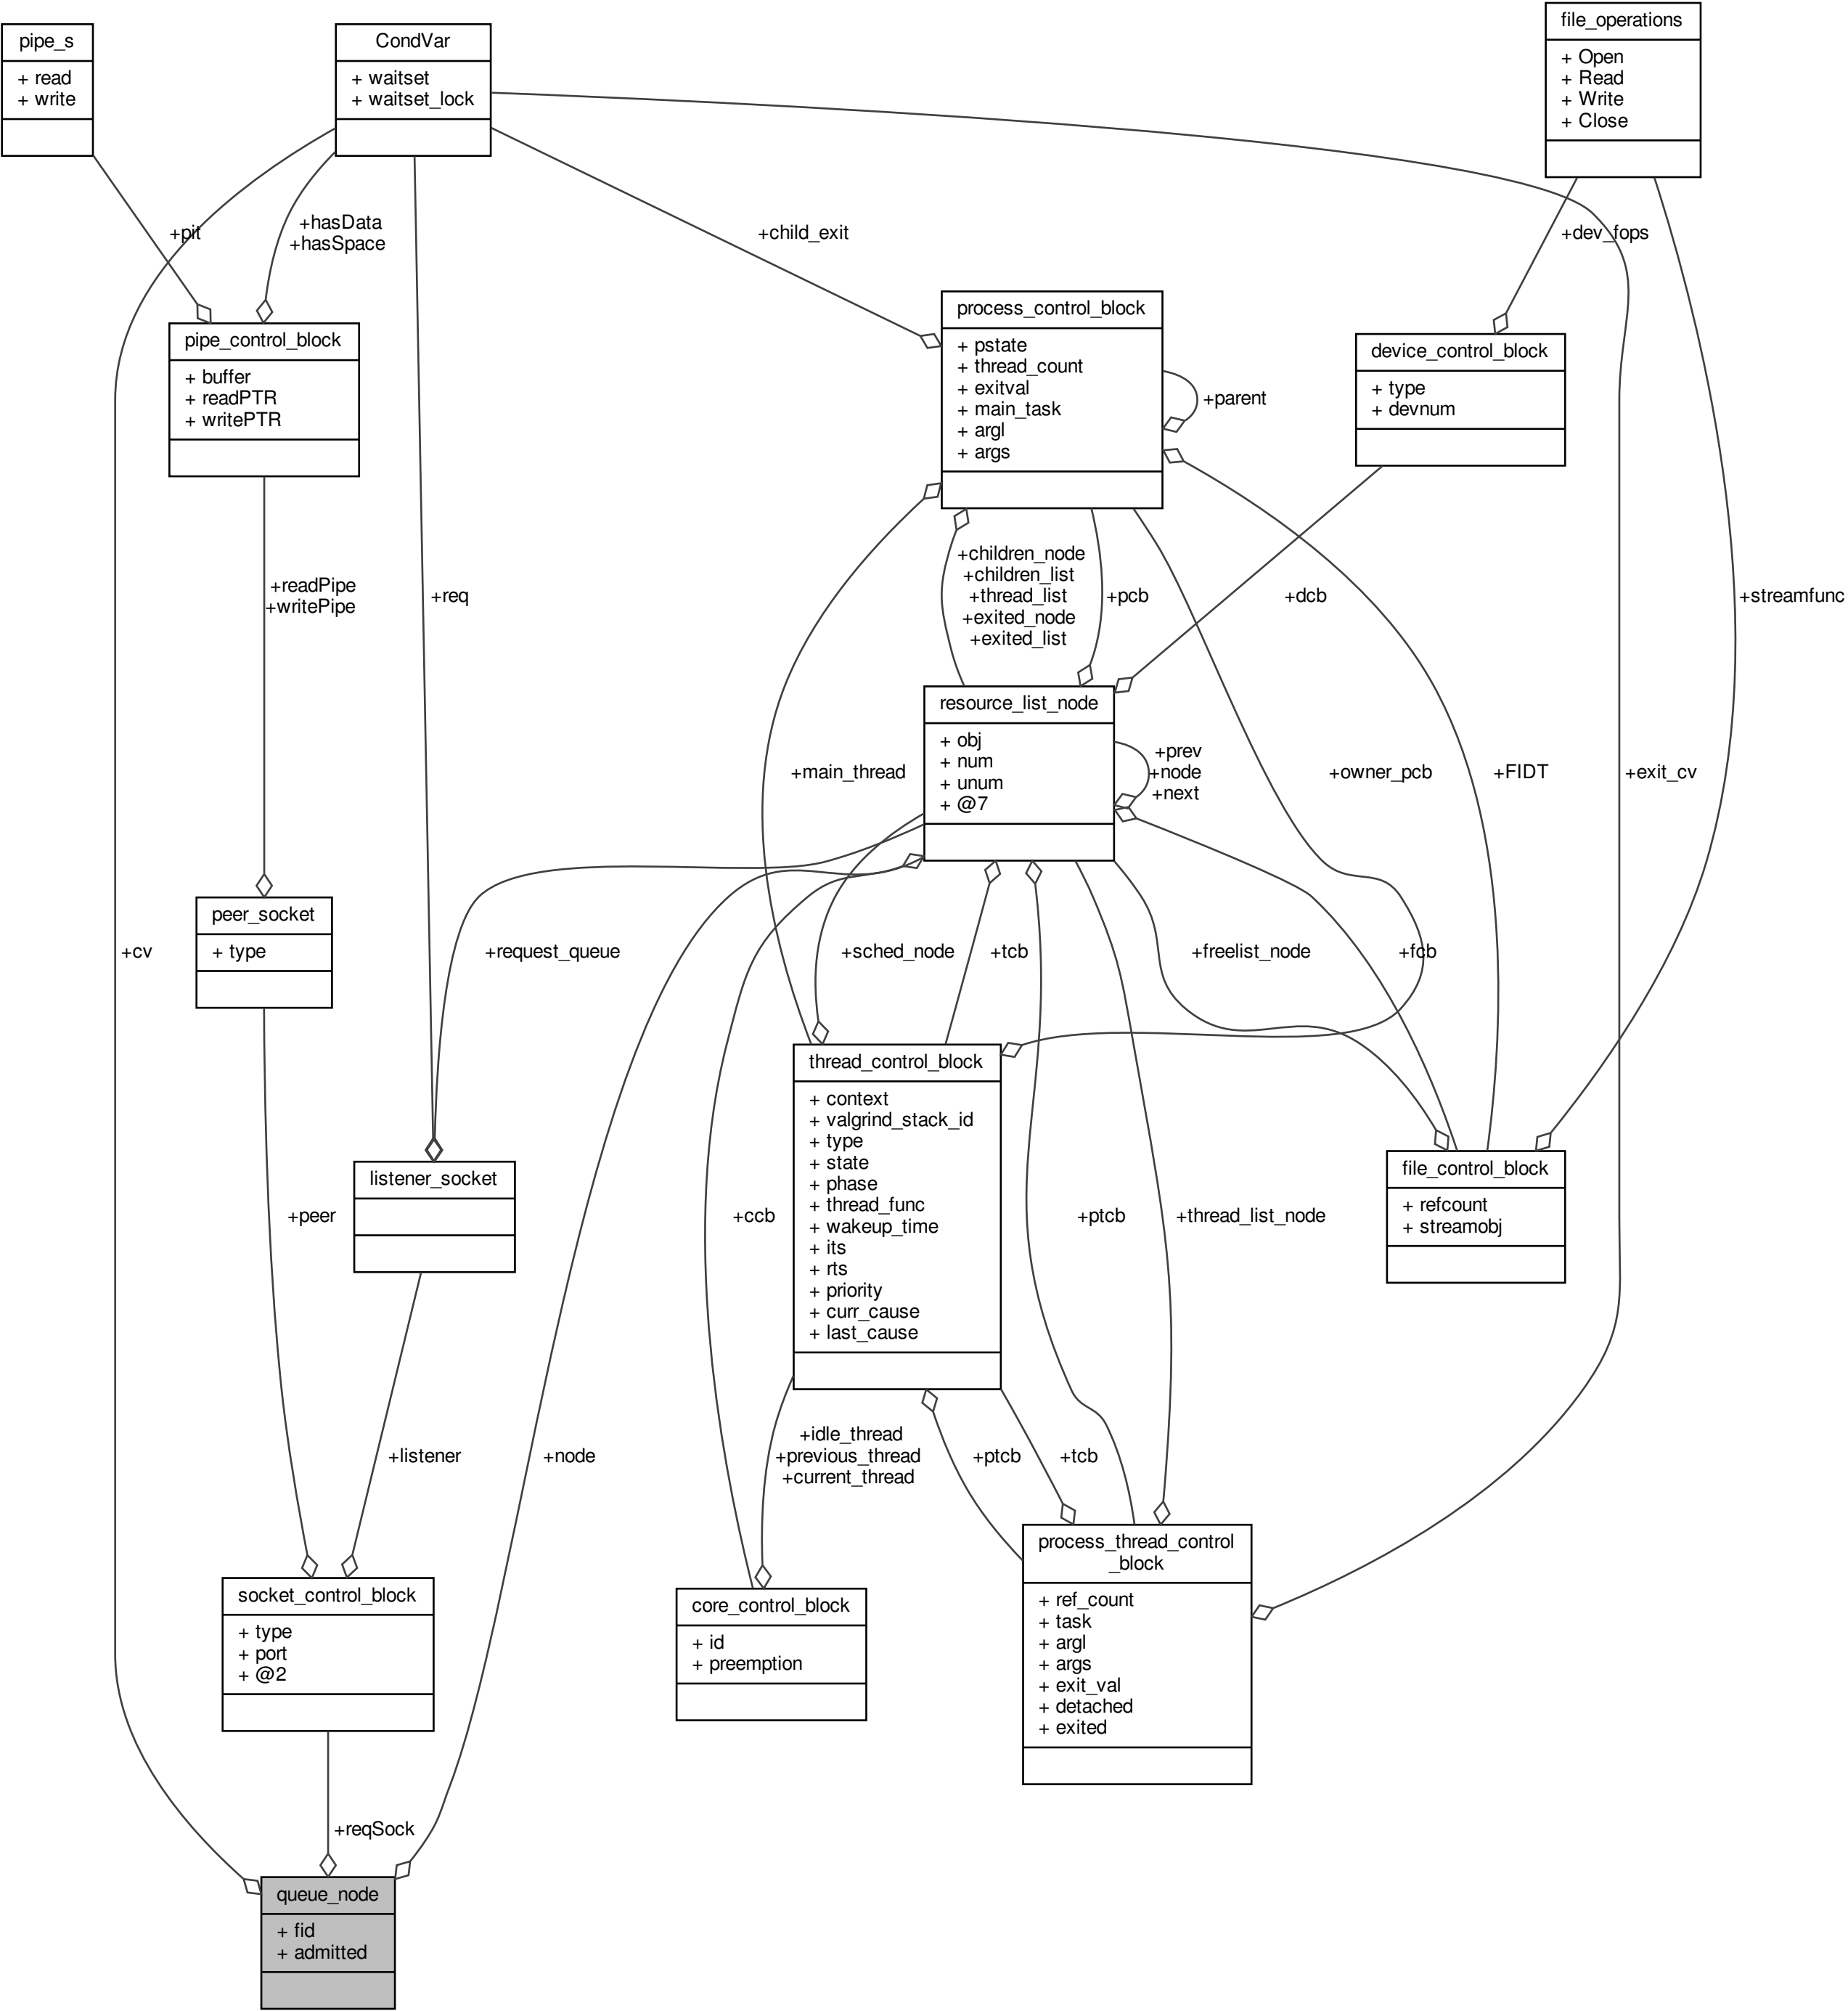 pipe_s
+ read
+ write
CondVar
+ waitset
+ waitset_lock
file_operations
+ Open
+ Read
+ Write
+ Close
+pit
+hasData
+hasSpace
+child_exit
+dev_fops
pipe_control_block
+ buffer
+ readPTR
+ writePTR
process_control_block
+ pstate
+ thread_count
+ exitval
+ main_task
+ argl
+ args
+parent
device_control_block
+ type
+ devnum
+readPipe
+writePipe
+req
+children_node
+children_list
+thread_list
+exited_node
+exited_list
+pcb
+dcb
+streamfunc
resource_list_node
+ obj
+ num
+ unum
+ @7
+prev
+node
+next
+main_thread
+owner_pcb
+FIDT
+exit_cv
+cv
peer_socket
+ type
+request_queue
+sched_node
+tcb
+freelist_node
+fcb
thread_control_block
+ context
+ valgrind_stack_id
+ type
+ state
+ phase
+ thread_func
+ wakeup_time
+ its
+ rts
+ priority
+ curr_cause
+ last_cause
listener_socket
file_control_block
+ refcount
+ streamobj
+peer
+ccb
+ptcb
+thread_list_node
+listener
+node
+idle_thread
+previous_thread
+current_thread
+ptcb
+tcb
process_thread_control
_block
+ ref_count
+ task
+ argl
+ args
+ exit_val
+ detached
+ exited
socket_control_block
+ type
+ port
+ @2
core_control_block
+ id
+ preemption
+reqSock
queue_node
+ fid
+ admitted